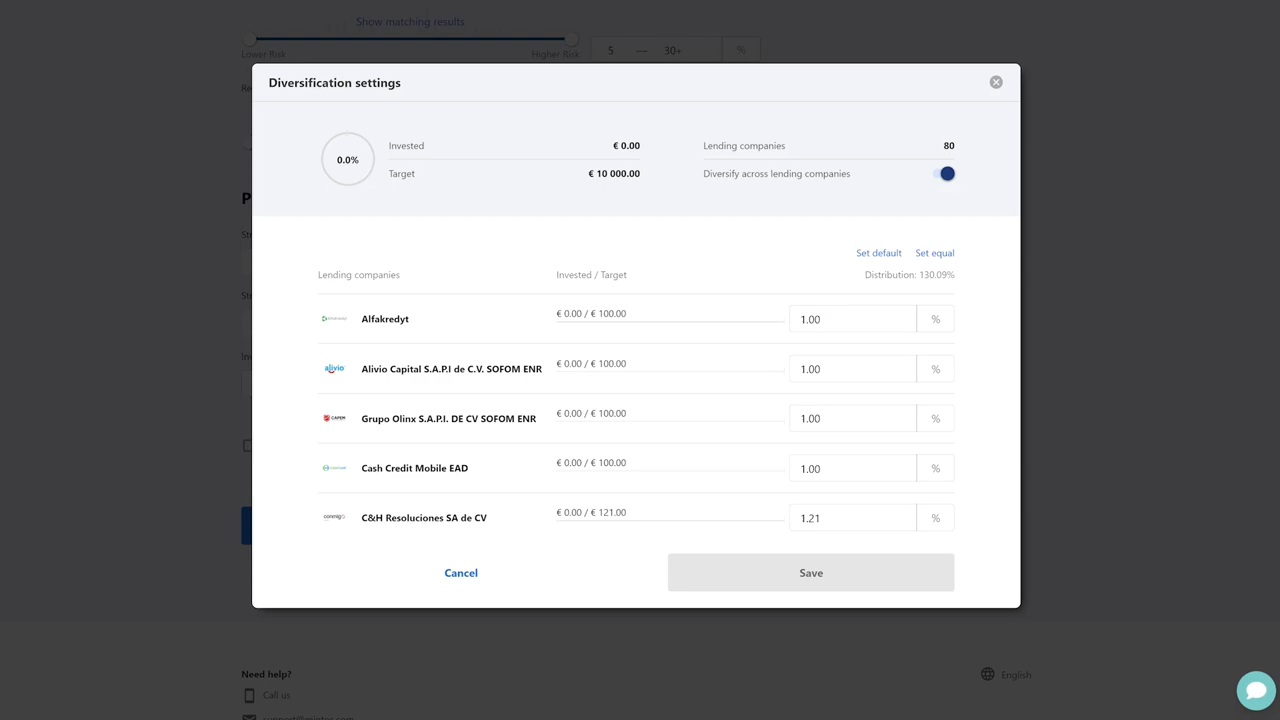 Show matching results
Lower Risk
Higher Risk
5 — 30+ %
Diversification settings
0.0%
Invested € 0.00
Target € 10 000.00
Lending companies 80
Diversify across lending companies
Set default Set equal
Lending companies Invested / Target Distribution: 130.09%
Alfakredyt € 0.00 / € 100.00 1.00 %
alivio Alivio Capital S.A.P.I de C.V. SOFOM ENR € 0.00 / € 100.00 1.00 %
CAPEM Grupo Olinx S.A.P.I. DE CV SOFOM ENR € 0.00 / € 100.00 1.00 %
Cash Credit Mobile EAD € 0.00 / € 100.00 1.00 %
C&H Resoluciones SA de CV € 0.00 / € 121.00 1.21 %
Cancel Save
Need help?
Call us
English